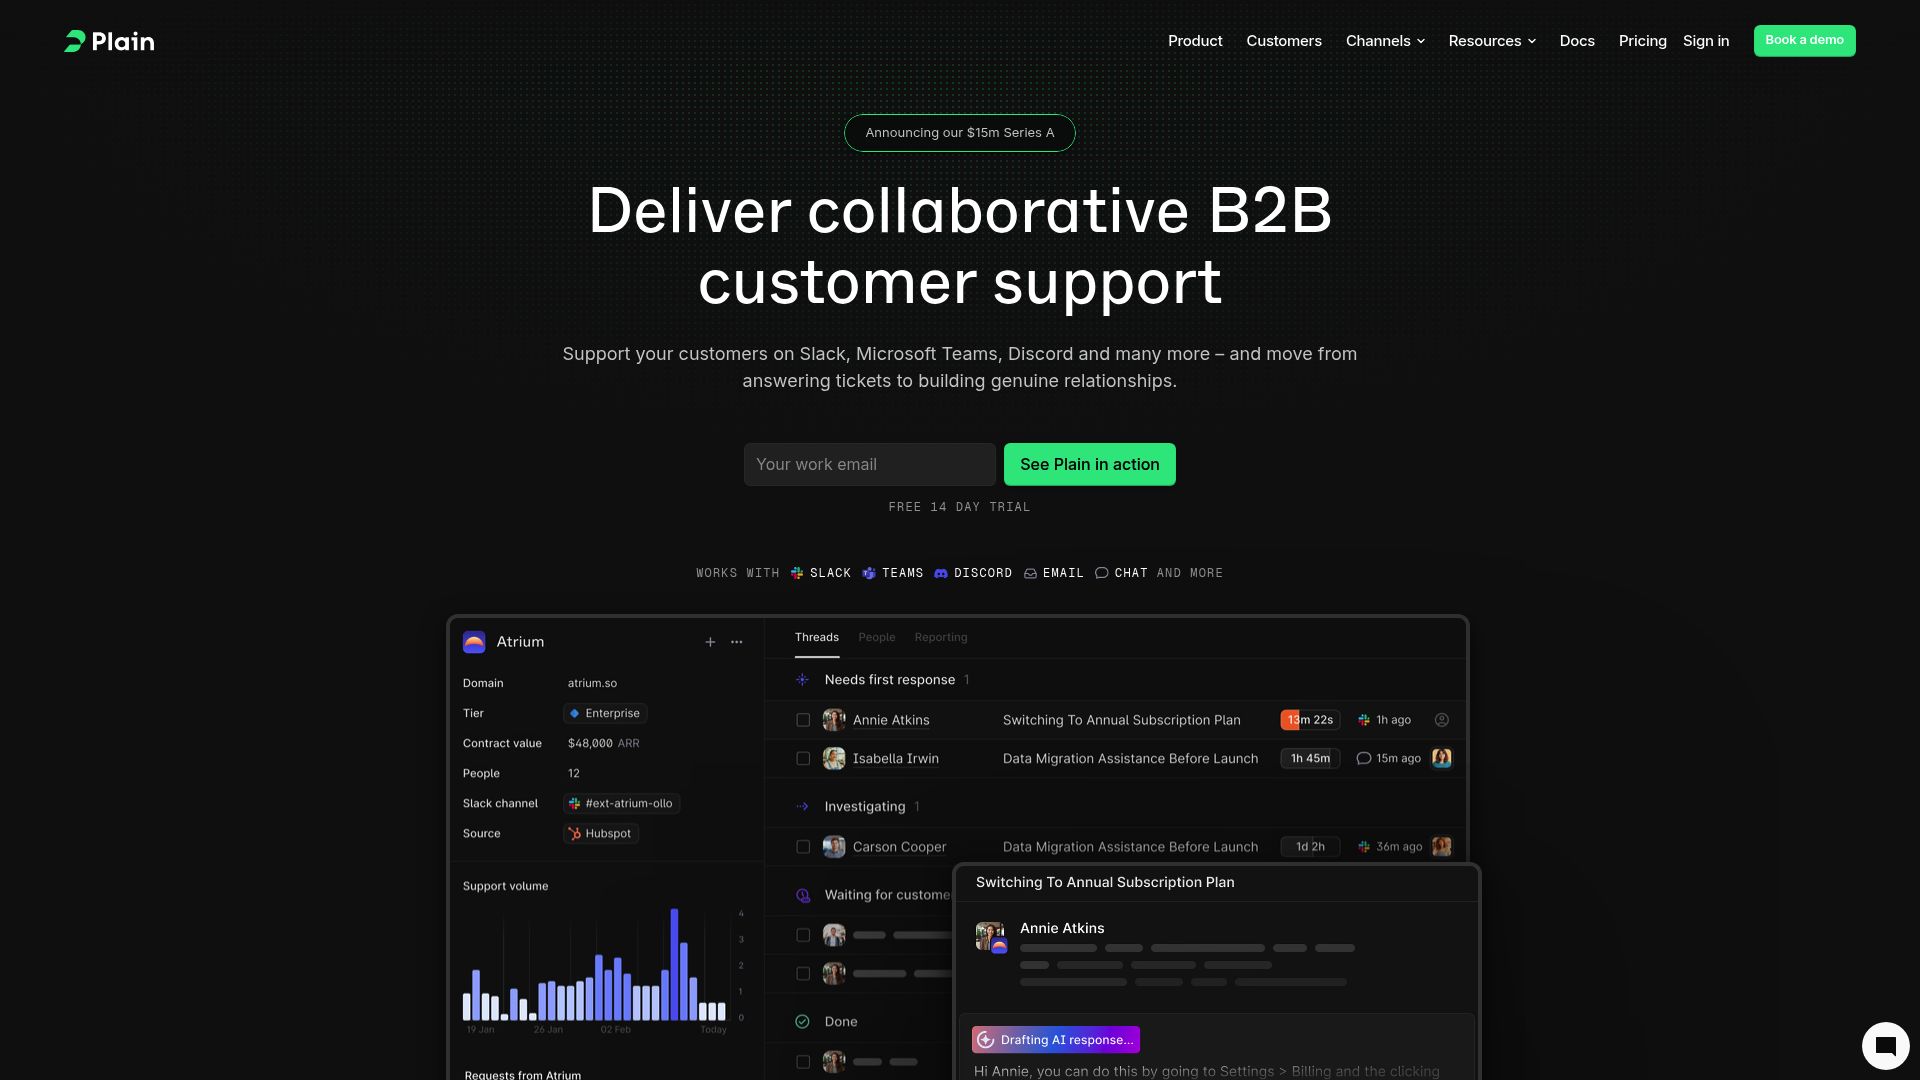 Plain
Product Customers Channels Resources Docs Pricing Sign in Book a demo
Announcing our $15m Series A
Deliver collaborative B2B
customer support
Support your customers on Slack, Microsoft Teams, Discord and many more – and move from
answering tickets to building genuine relationships.
Your work email See Plain in action
FREE 14 DAY TRIAL
WORKS WITH SLACK TEAMS DISCORD EMAIL CHAT AND MORE
Atrium
Domain atrium.so
Tier Enterprise
Contract value $48,000 ARR
People 12
Slack channel #ext-atrium-ollo
Source Hubspot
Support volume
4
3
2
1
0
19 Jan 26 Jan 02 Feb Today
Requests from Atrium
Threads People Reporting
Needs first response 1
Annie Atkins Switching To Annual Subscription Plan 13m 22s 1h ago
Isabella Irwin Data Migration Assistance Before Launch 1h 45m 15m ago
Investigating 1
Carson Cooper Data Migration Assistance Before Launch 1d 2h 36m ago
Waiting for custome
Done
Switching To Annual Subscription Plan
Annie Atkins
Drafting AI response...
Hi Annie, you can do this by going to Settings > Billing and the clicking